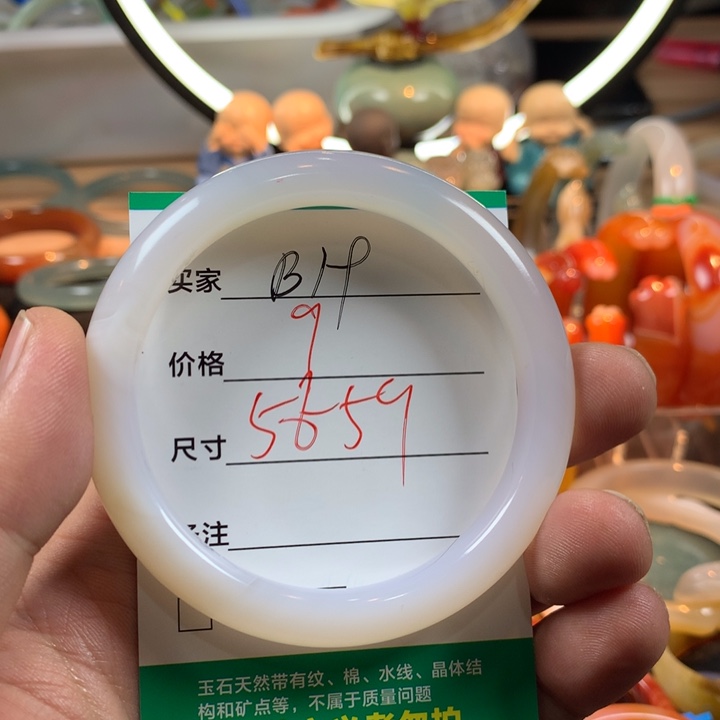 买家 BH
价格 9
尺寸 5659
注
玉石天然带有纹、棉、水线、晶体结
构和矿点等，不属于质量问题